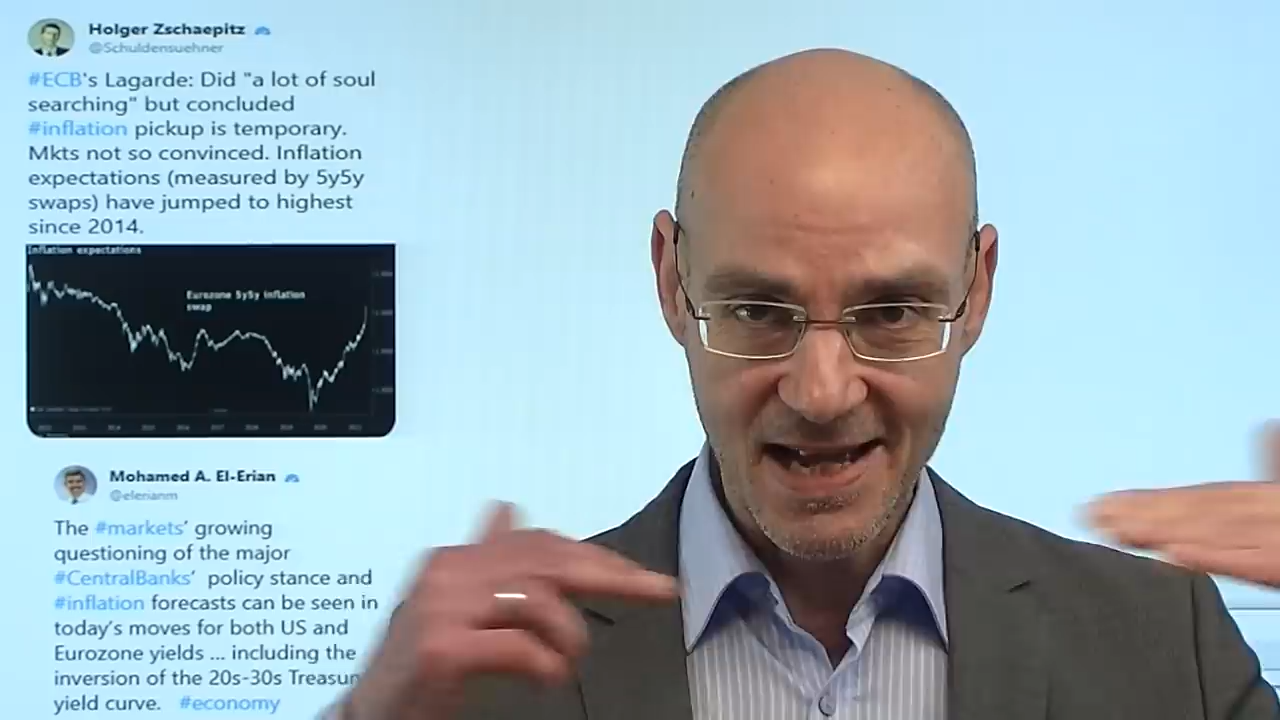 Holger Zschaepitz
@Schuldensuehner
#ECB's Lagarde: Did "a lot of soul
searching" but concluded
#inflation pickup is temporary.
Mkts not so convinced. Inflation
expectations (measured by 5y5y
swaps) have jumped to highest
since 2014.
Inflation expectations
Eurozone 5y5y inflation
swap
Mohamed A. El-Erian
@elerianm
The #markets' growing
questioning of the major
#CentralBanks' policy stance and
#inflation forecasts can be seen in
today's moves for both US and
Eurozone yields ... including the
inversion of the 20s-30s Treasur
yield curve. #economy